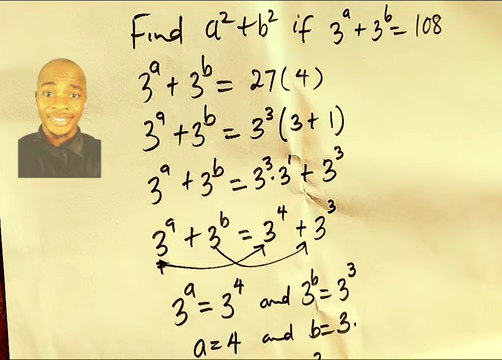 Find a² + b² if 3ᵃ + 3ᵇ = 108
3ᵃ + 3ᵇ = 27(4)
3ᵃ + 3ᵇ = 3³(3 + 1)
3ᵃ + 3ᵇ = 3³·3¹ + 3³
3ᵃ + 3ᵇ = 3⁴ + 3³
3ᵃ = 3⁴ and 3ᵇ = 3³
a = 4 and b = 3.